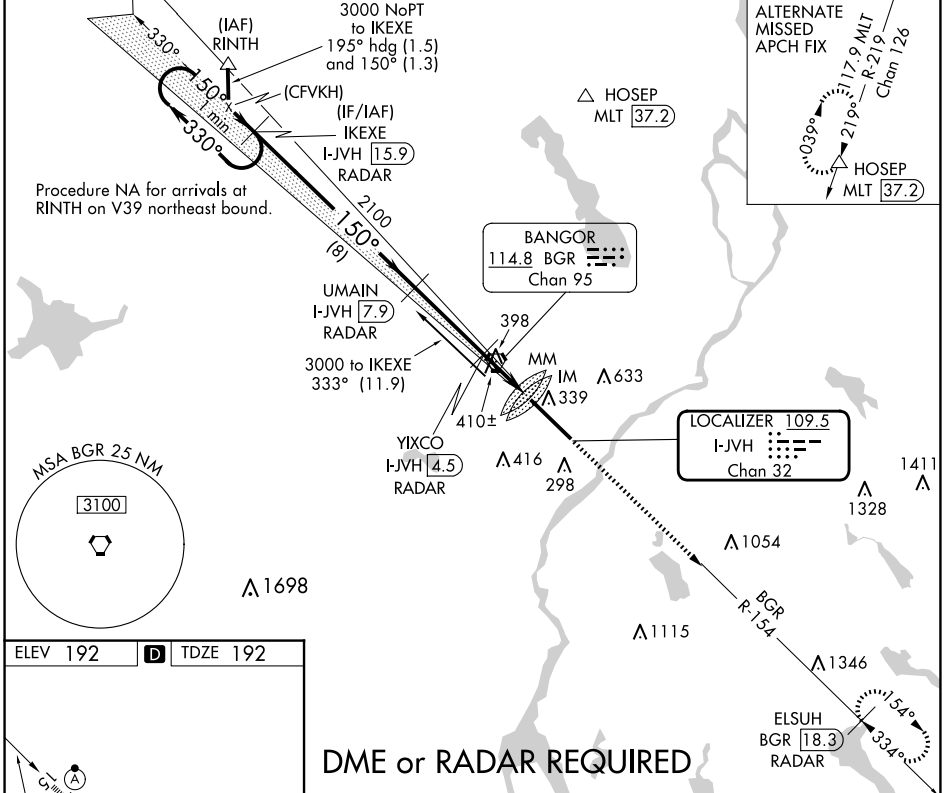 3000 NoPT
to IKEXE
195° hdg (1.5)
and 150° (1.3)
(IAF)
RINTH
330°
150°
1 min
330°
(CFVKH)
(IF/IAF)
IKEXE
I-JVH 15.9
RADAR
HOSEP
MLT 37.2
ALTERNATE
MISSED
APCH FIX
117.9 MLT
R-219
Chan 126
039°
219°
HOSEP
MLT 37.2
Procedure NA for arrivals at
RINTH on V39 northeast bound.
2100
150°
(8)
BANGOR
114.8 BGR
Chan 95
UMAIN
I-JVH 7.9
RADAR
3000 to IKEXE
333° (11.9)
398
MM
IM
633
339
410±
YIXCO
I-JVH 4.5
RADAR
416
298
LOCALIZER 109.5
I-JVH
Chan 32
1411
1328
MSA BGR 25 NM
3100
1054
1698
BGR
R-154
1115
1346
ELEV 192 D TDZE 192
ELSUH
BGR 18.3
RADAR
154°
334°
DME or RADAR REQUIRED
15
A